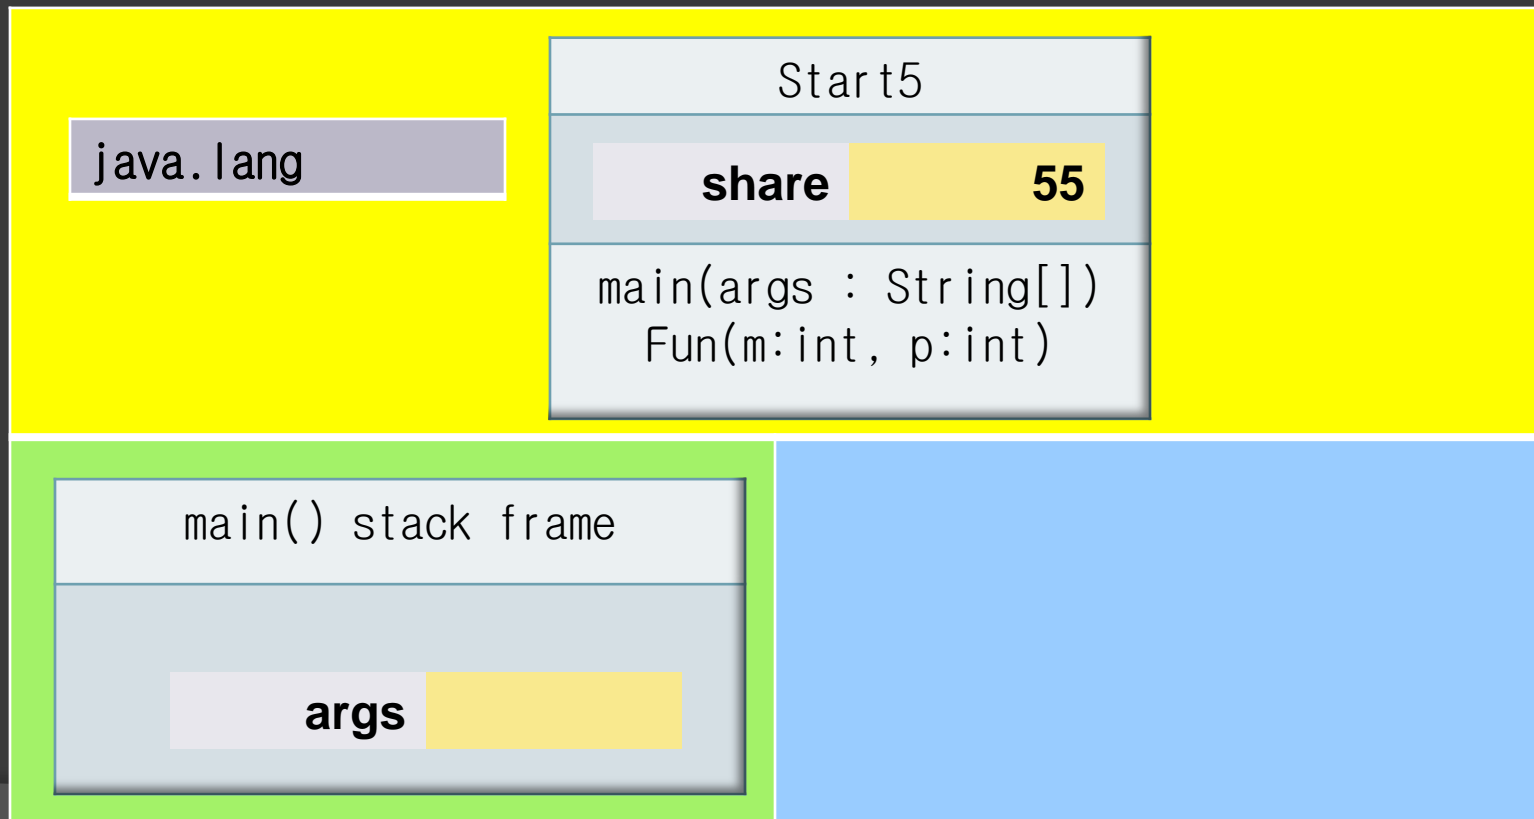 Start5
java.lang
share 55
main(args : String[])
Fun(m:int, p:int)
main() stack frame
args